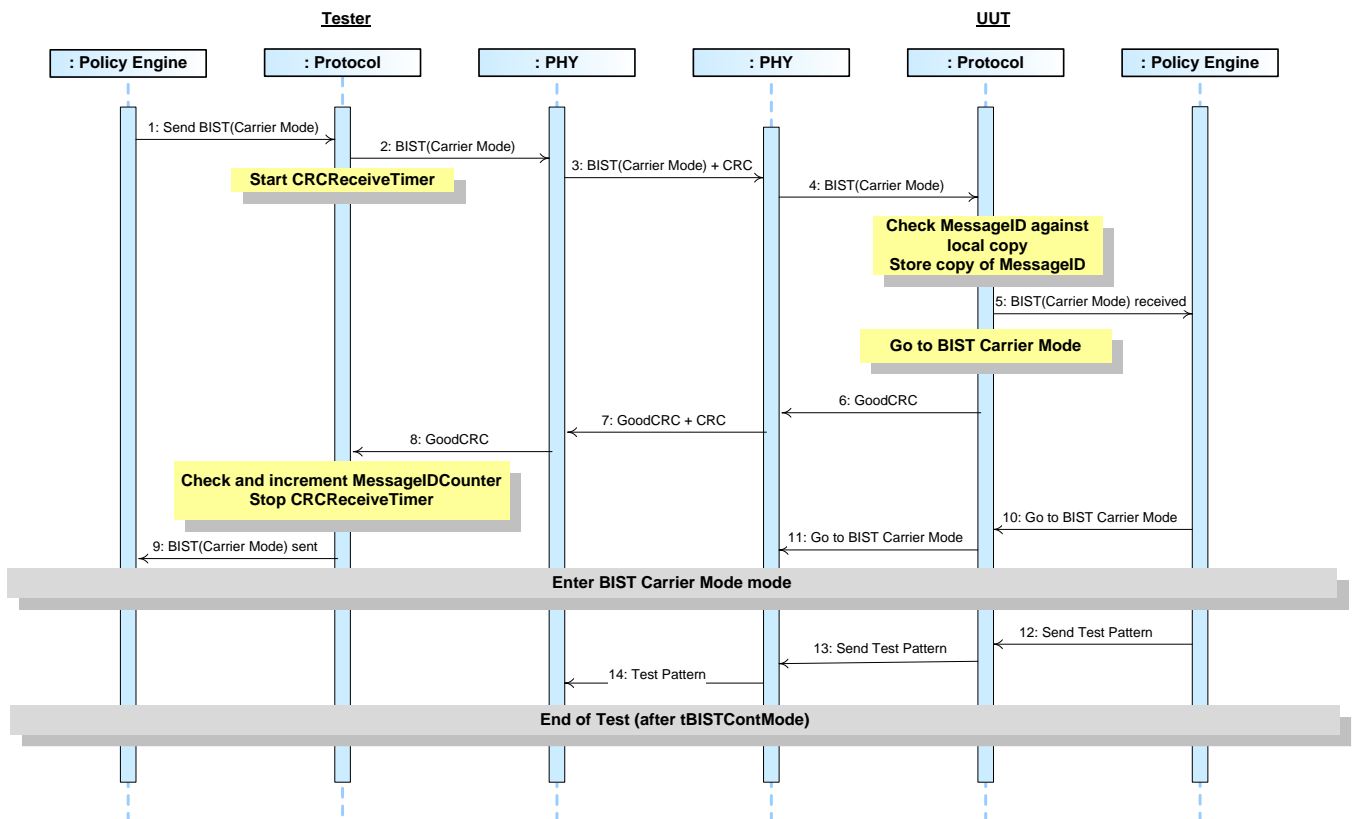 Tester
UUT
: Policy Engine
: Protocol
: PHY
: PHY
: Protocol
: Policy Engine
1: Send BIST(Carrier Mode)
2: BIST(Carrier Mode)
3: BIST(Carrier Mode) + CRC
Start CRCReceiveTimer
4: BIST(Carrier Mode)
Check MessageID against
local copy
Store copy of MessageID
5: BIST(Carrier Mode) received
Go to BIST Carrier Mode
6: GoodCRC
7: GoodCRC + CRC
8: GoodCRC
Check and increment MessageIDCounter
Stop CRCReceiveTimer
10: Go to BIST Carrier Mode
11: Go to BIST Carrier Mode
9: BIST(Carrier Mode) sent
Enter BIST Carrier Mode mode
12: Send Test Pattern
13: Send Test Pattern
14: Test Pattern
End of Test (after tBISTContMode)